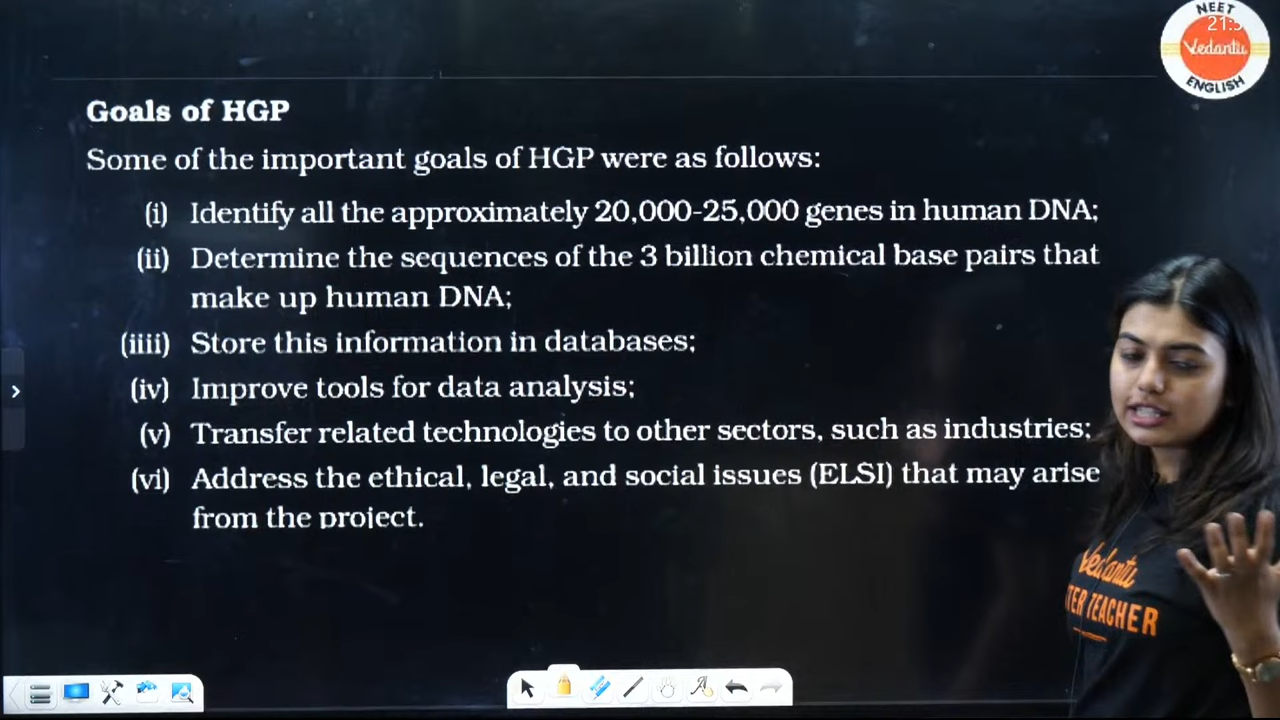 NEET
21:5
Vedantu
ENGLISH
Goals of HGP
Some of the important goals of HGP were as follows:
(i) Identify all the approximately 20,000-25,000 genes in human DNA;
(ii) Determine the sequences of the 3 billion chemical base pairs that
make up human DNA;
(iiii) Store this information in databases;
(iv) Improve tools for data analysis;
(v) Transfer related technologies to other sectors, such as industries;
(vi) Address the ethical, legal, and social issues (ELSI) that may arise
from the project.
Vedantu
TER TEACHER